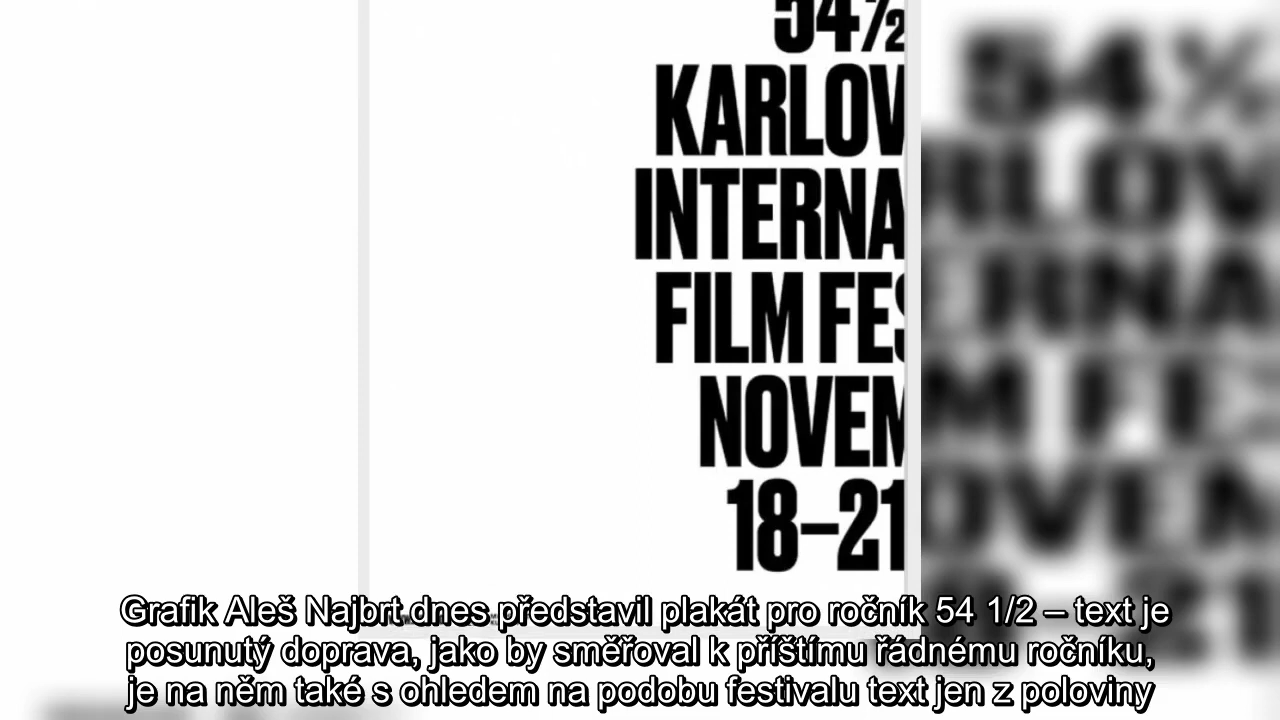 54½
KARLOV
INTERNA
FILM FES
NOVEM
18–21
Grafik Aleš Najbrt dnes představil plakát pro ročník 54 1/2 – text je
posunutý doprava, jako by směřoval k příštímu řádnému ročníku,
je na něm také s ohledem na podobu festivalu text jen z poloviny